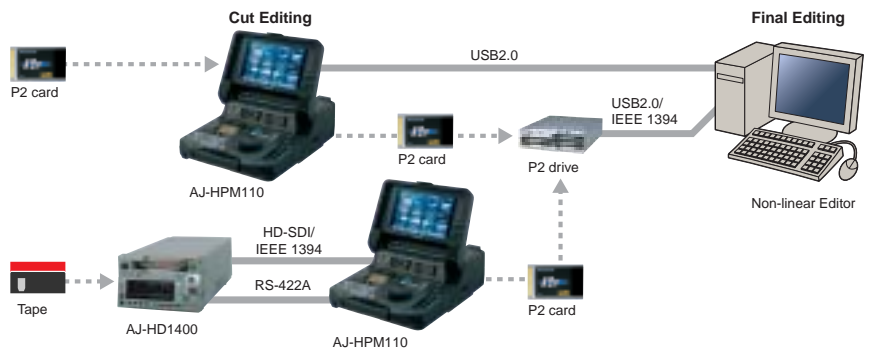 Cut Editing
Final Editing
P2 card
USB2.0
USB2.0/
IEEE 1394
P2 card
P2 drive
AJ-HPM110
Non-linear Editor
HD-SDI/
IEEE 1394
RS-422A
Tape
AJ-HD1400
AJ-HPM110
P2 card